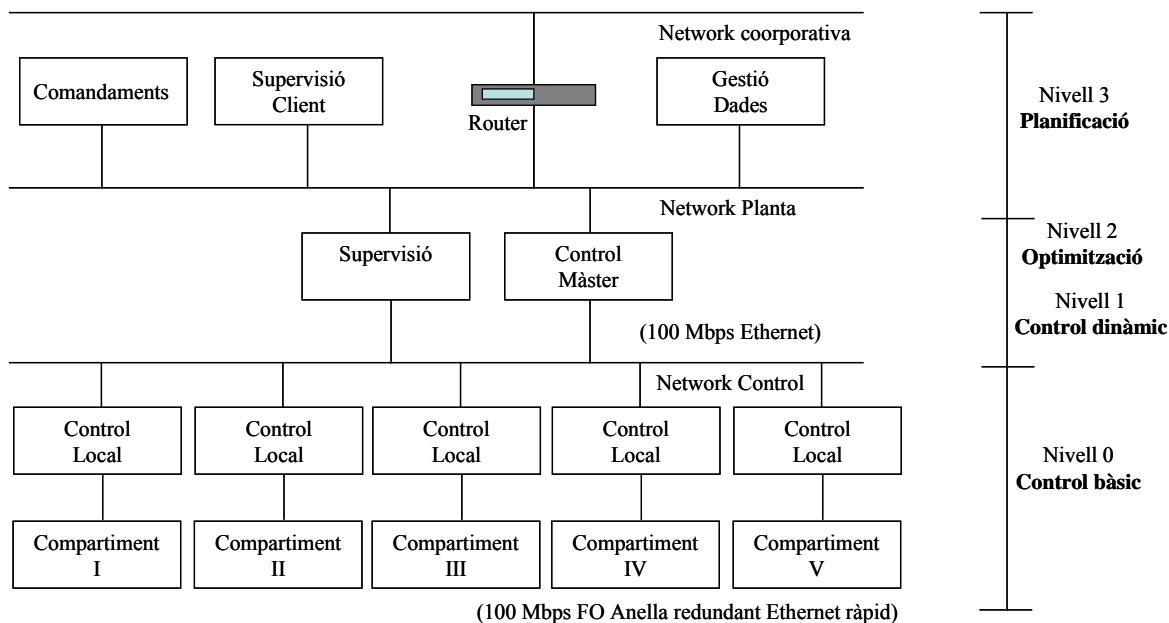 Network coorporativa
Comandaments
Supervisió
Client
Router
Gestió
Dades
Nivell 3
Planificació
Network Planta
Supervisió
Control
Màster
Nivell 2
Optimització
Nivell 1
Control dinàmic
(100 Mbps Ethernet)
Network Control
Control
Local
Control
Local
Control
Local
Control
Local
Control
Local
Nivell 0
Control bàsic
Compartiment
I
Compartiment
II
Compartiment
III
Compartiment
IV
Compartiment
V
(100 Mbps FO Anella redundant Ethernet ràpid)